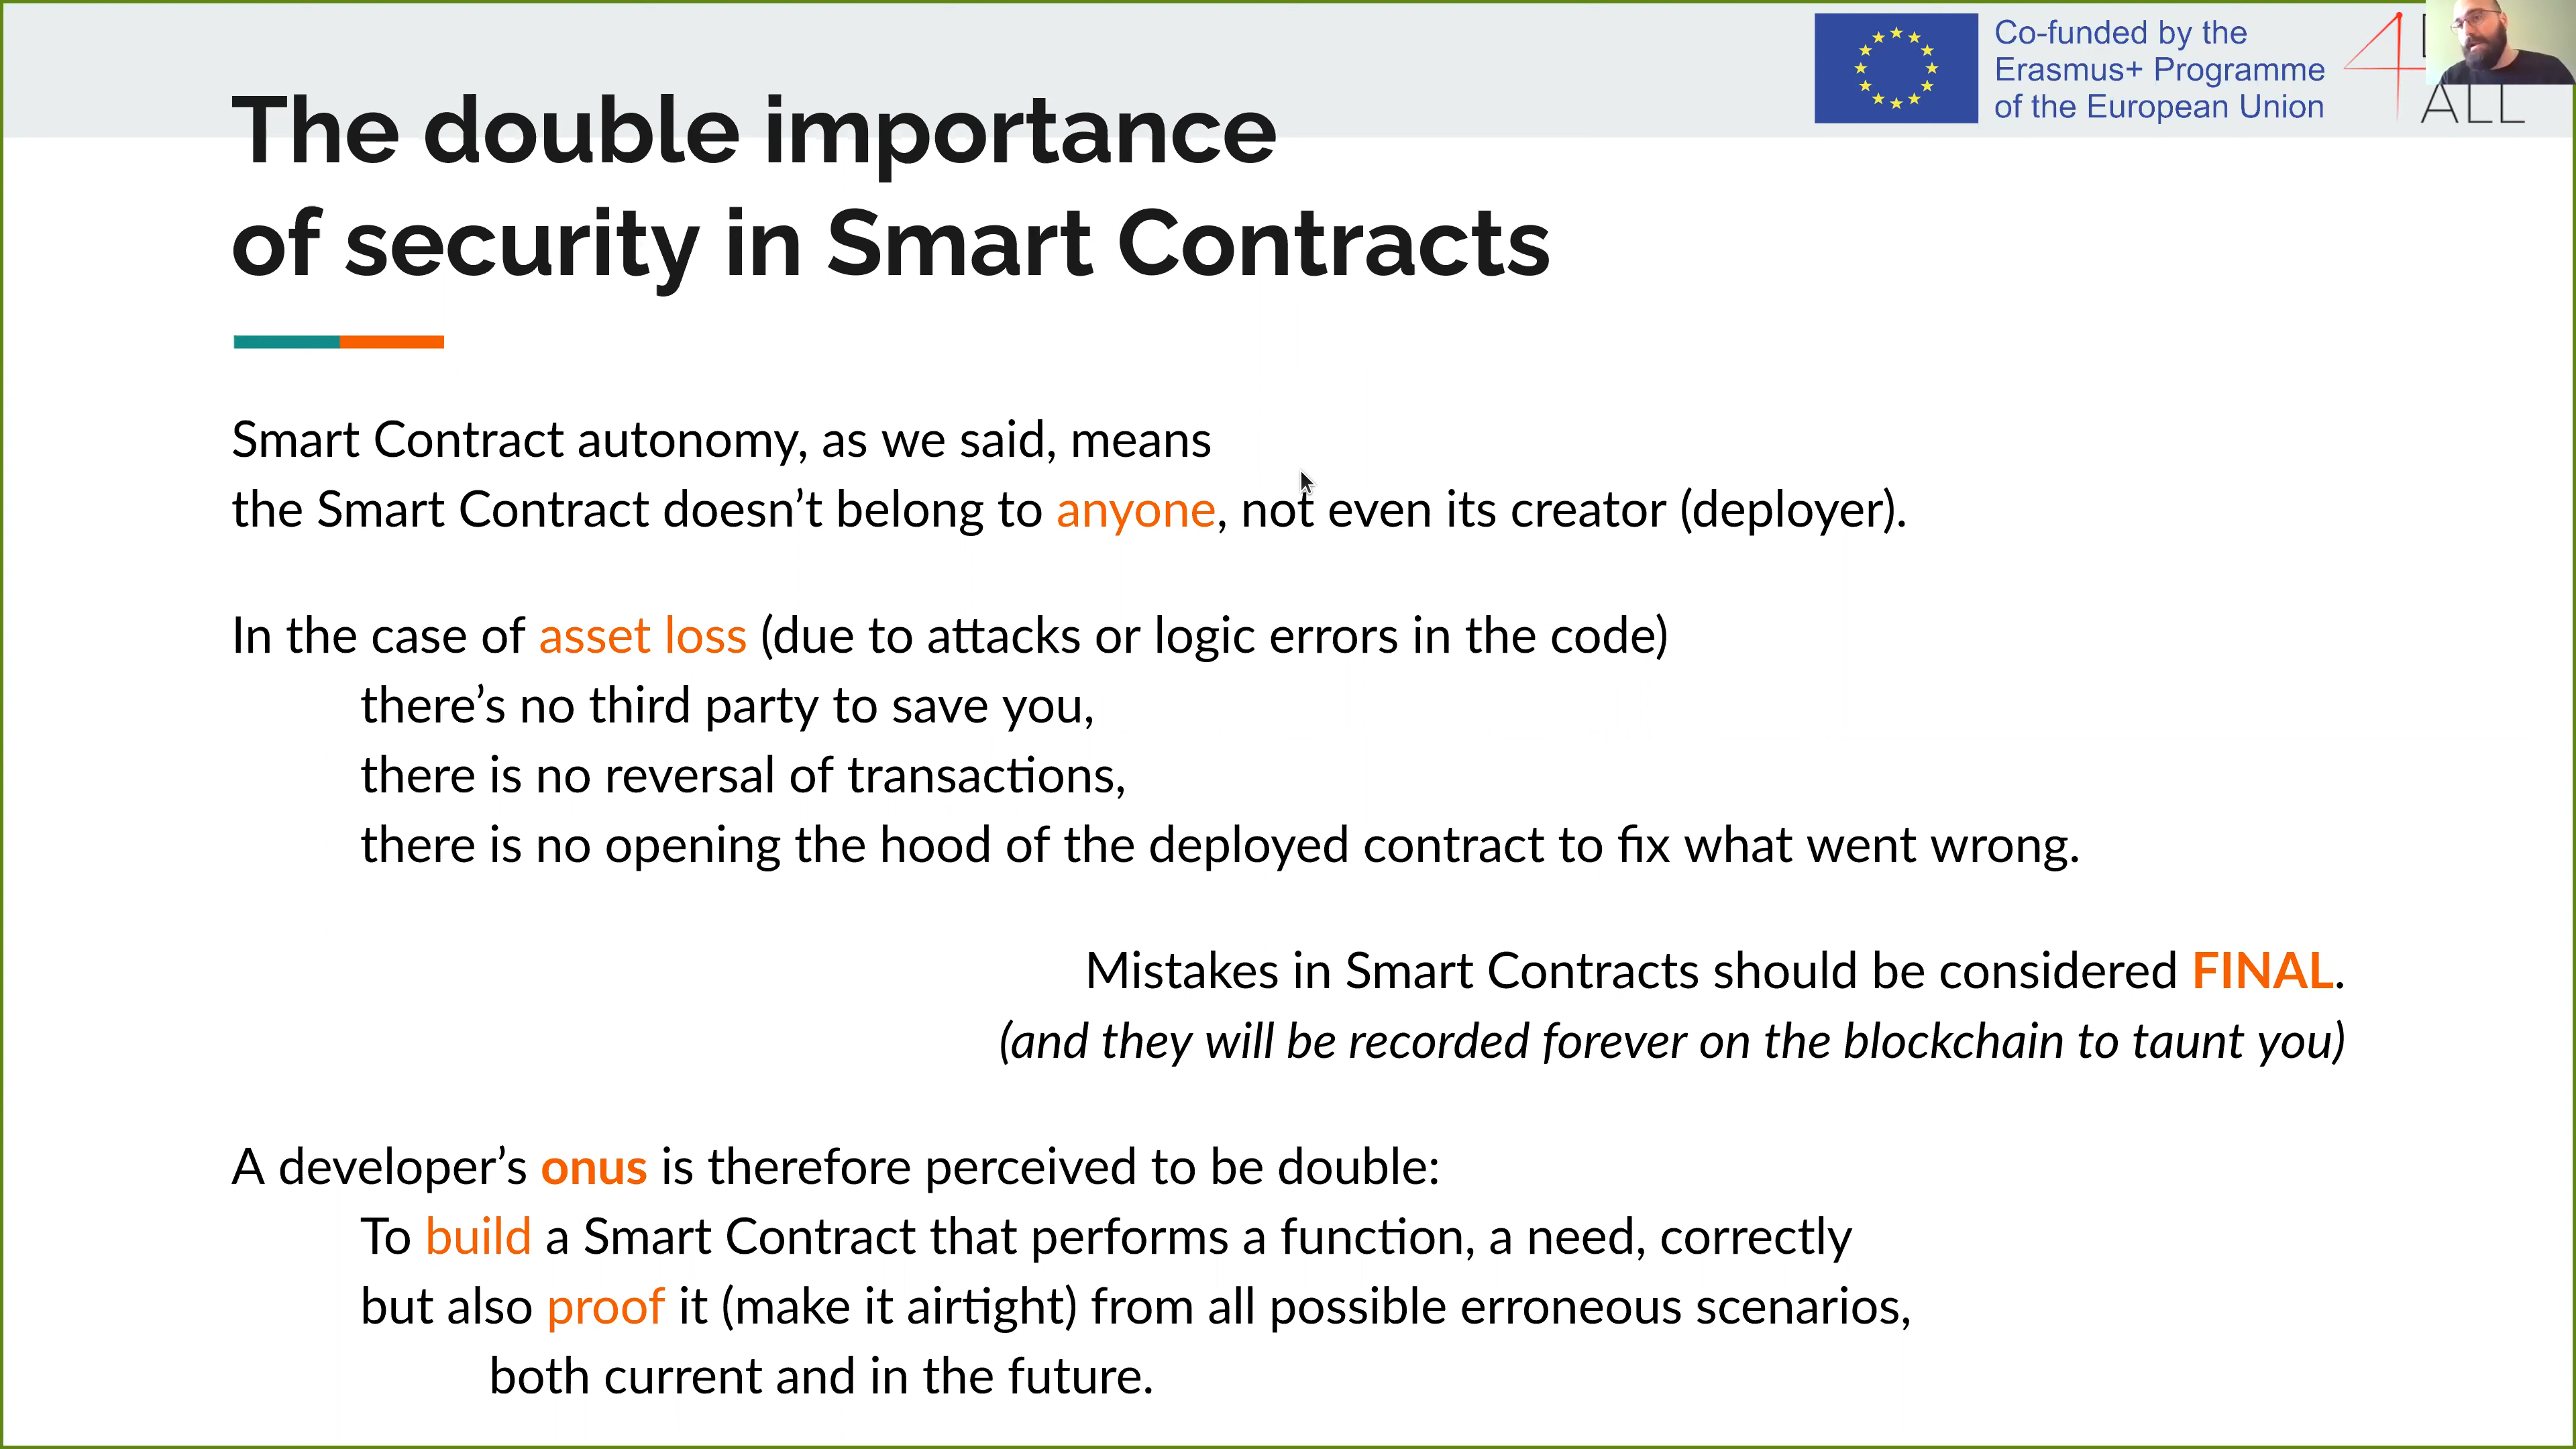 Co-funded by the
Erasmus+ Programme
of the European Union
4
ALL
The double importance
of security in Smart Contracts
Smart Contract autonomy, as we said, means
the Smart Contract doesn’t belong to anyone, not even its creator (deployer).
In the case of asset loss (due to attacks or logic errors in the code)
there’s no third party to save you,
there is no reversal of transactions,
there is no opening the hood of the deployed contract to fix what went wrong.
Mistakes in Smart Contracts should be considered FINAL.
(and they will be recorded forever on the blockchain to taunt you)
A developer’s onus is therefore perceived to be double:
To build a Smart Contract that performs a function, a need, correctly
but also proof it (make it airtight) from all possible erroneous scenarios,
both current and in the future.